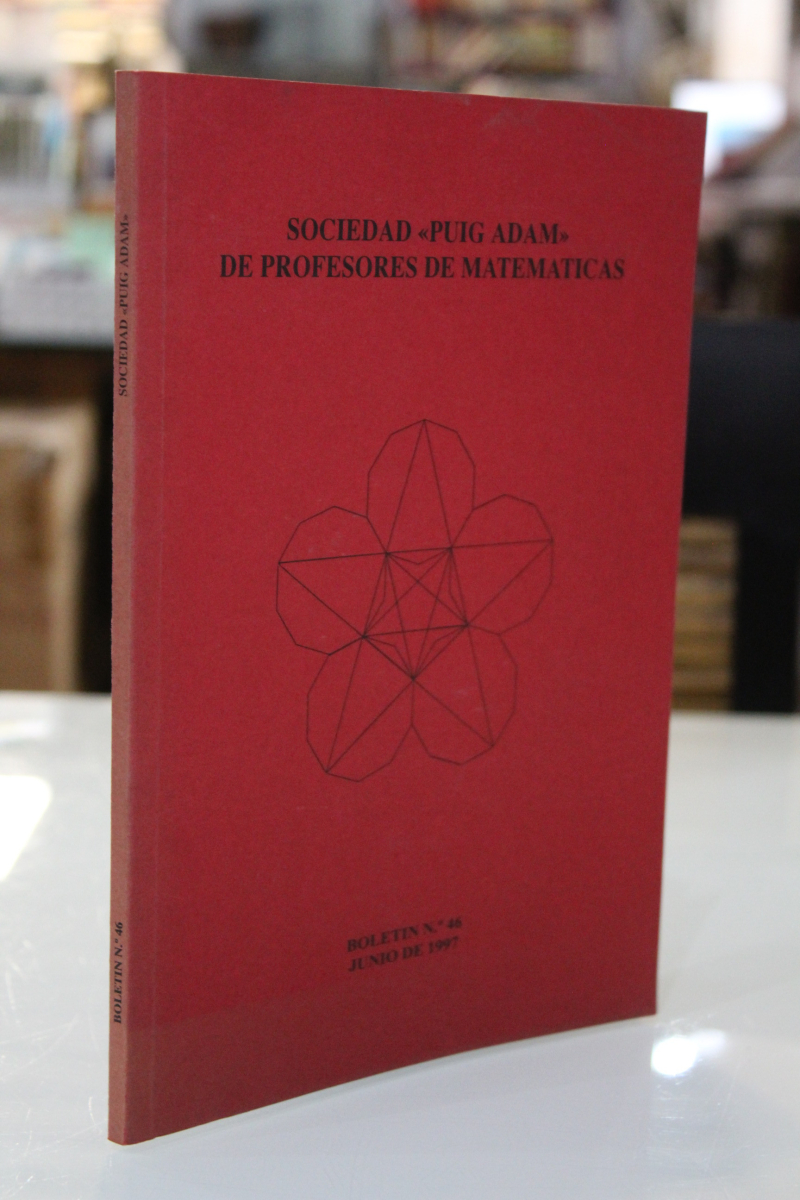 SOCIEDAD «PUIG ADAM»
DE PROFESORES DE MATEMATICAS
BOLETIN N.º 46
JUNIO DE 1997
SOCIEDAD «PUIG ADAM»
BOLETIN N.º 46